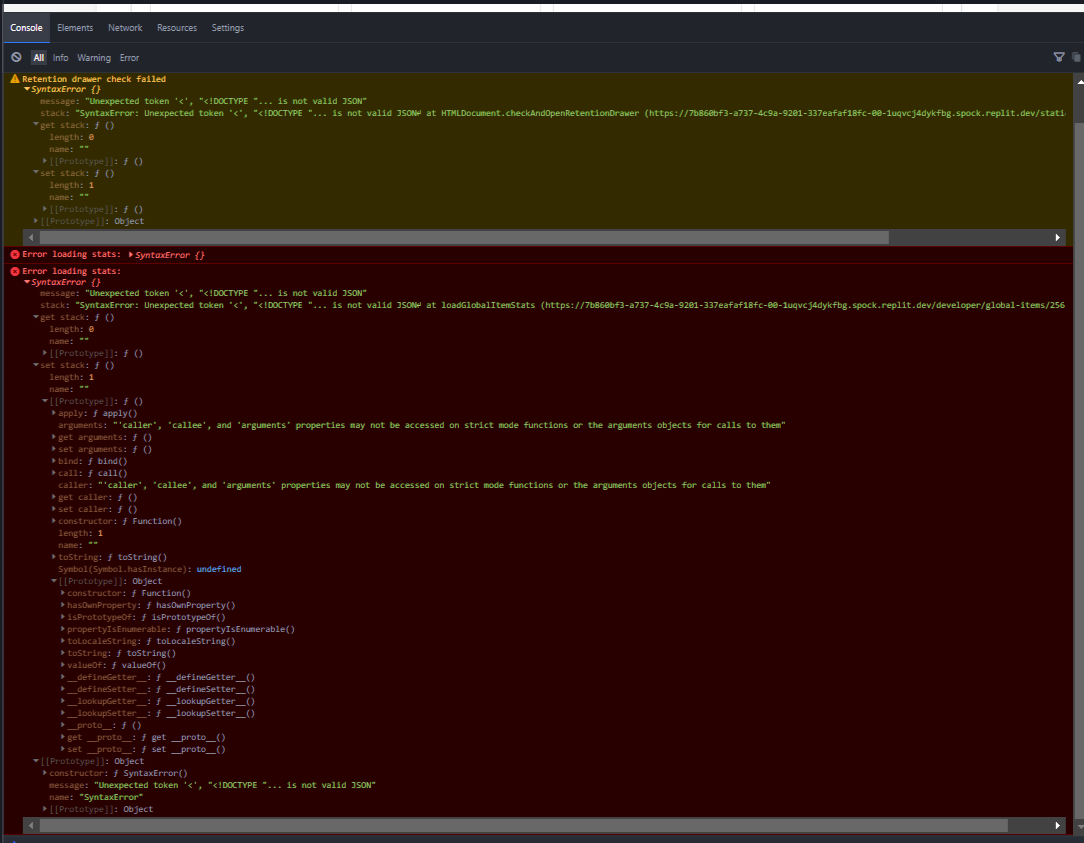 Console Elements Network Resources Settings
All Info Warning Error
Retention drawer check failed
SyntaxError {}
message: "Unexpected token '<', "<!DOCTYPE "... is not valid JSON"
stack: "SyntaxError: Unexpected token '<', "<!DOCTYPE "... is not valid JSON↵ at HTMLDocument.checkAndOpenRetentionDrawer (https://7b860bf3-a737-4c9a-9201-337eafaf18fc-00-1uqvcj4dykfbg.spock.replit.dev/stati
get stack: ƒ ()
length: 0
name: ""
[[Prototype]]: ƒ ()
set stack: ƒ ()
length: 1
name: ""
[[Prototype]]: ƒ ()
[[Prototype]]: Object
Error loading stats: SyntaxError {}
Error loading stats:
SyntaxError {}
message: "Unexpected token '<', "<!DOCTYPE "... is not valid JSON"
stack: "SyntaxError: Unexpected token '<', "<!DOCTYPE "... is not valid JSON↵ at loadGlobalItemStats (https://7b860bf3-a737-4c9a-9201-337eafaf18fc-00-1uqvcj4dykfbg.spock.replit.dev/developer/global-items/256
get stack: ƒ ()
length: 0
name: ""
[[Prototype]]: ƒ ()
set stack: ƒ ()
length: 1
name: ""
[[Prototype]]: ƒ ()
apply: ƒ apply()
arguments: "'caller', 'callee', and 'arguments' properties may not be accessed on strict mode functions or the arguments objects for calls to them"
get arguments: ƒ ()
set arguments: ƒ ()
bind: ƒ bind()
call: ƒ call()
caller: "'caller', 'callee', and 'arguments' properties may not be accessed on strict mode functions or the arguments objects for calls to them"
get caller: ƒ ()
set caller: ƒ ()
constructor: ƒ Function()
length: 1
name: ""
toString: ƒ toString()
Symbol(Symbol.hasInstance): undefined
[[Prototype]]: Object
constructor: ƒ Function()
hasOwnProperty: ƒ hasOwnProperty()
isPrototypeOf: ƒ isPrototypeOf()
propertyIsEnumerable: ƒ propertyIsEnumerable()
toLocaleString: ƒ toLocaleString()
toString: ƒ toString()
valueOf: ƒ valueOf()
__defineGetter__: ƒ __defineGetter__()
__defineSetter__: ƒ __defineSetter__()
__lookupGetter__: ƒ __lookupGetter__()
__lookupSetter__: ƒ __lookupSetter__()
__proto__: ƒ ()
get __proto__: ƒ get __proto__()
set __proto__: ƒ set __proto__()
[[Prototype]]: Object
constructor: ƒ SyntaxError()
message: "Unexpected token '<', "<!DOCTYPE "... is not valid JSON"
name: "SyntaxError"
[[Prototype]]: Object